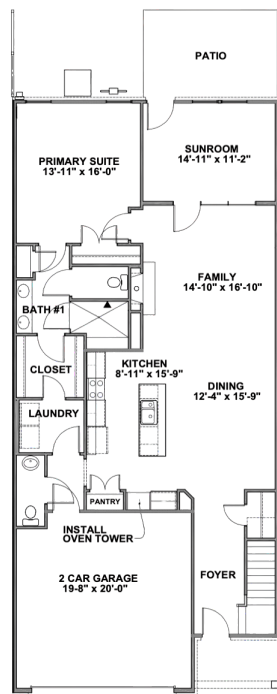 PATIO
SUNROOM
14'-11" x 11'-2"
PRIMARY SUITE
13'-11" x 16'-0"
FAMILY
14'-10" x 16'-10"
BATH #1
KITCHEN
8'-11" x 15'-9"
CLOSET
DINING
12'-4" x 15'-9"
LAUNDRY
PANTRY
INSTALL
OVEN TOWER
2 CAR GARAGE
19-8" x 20'-0"
FOYER